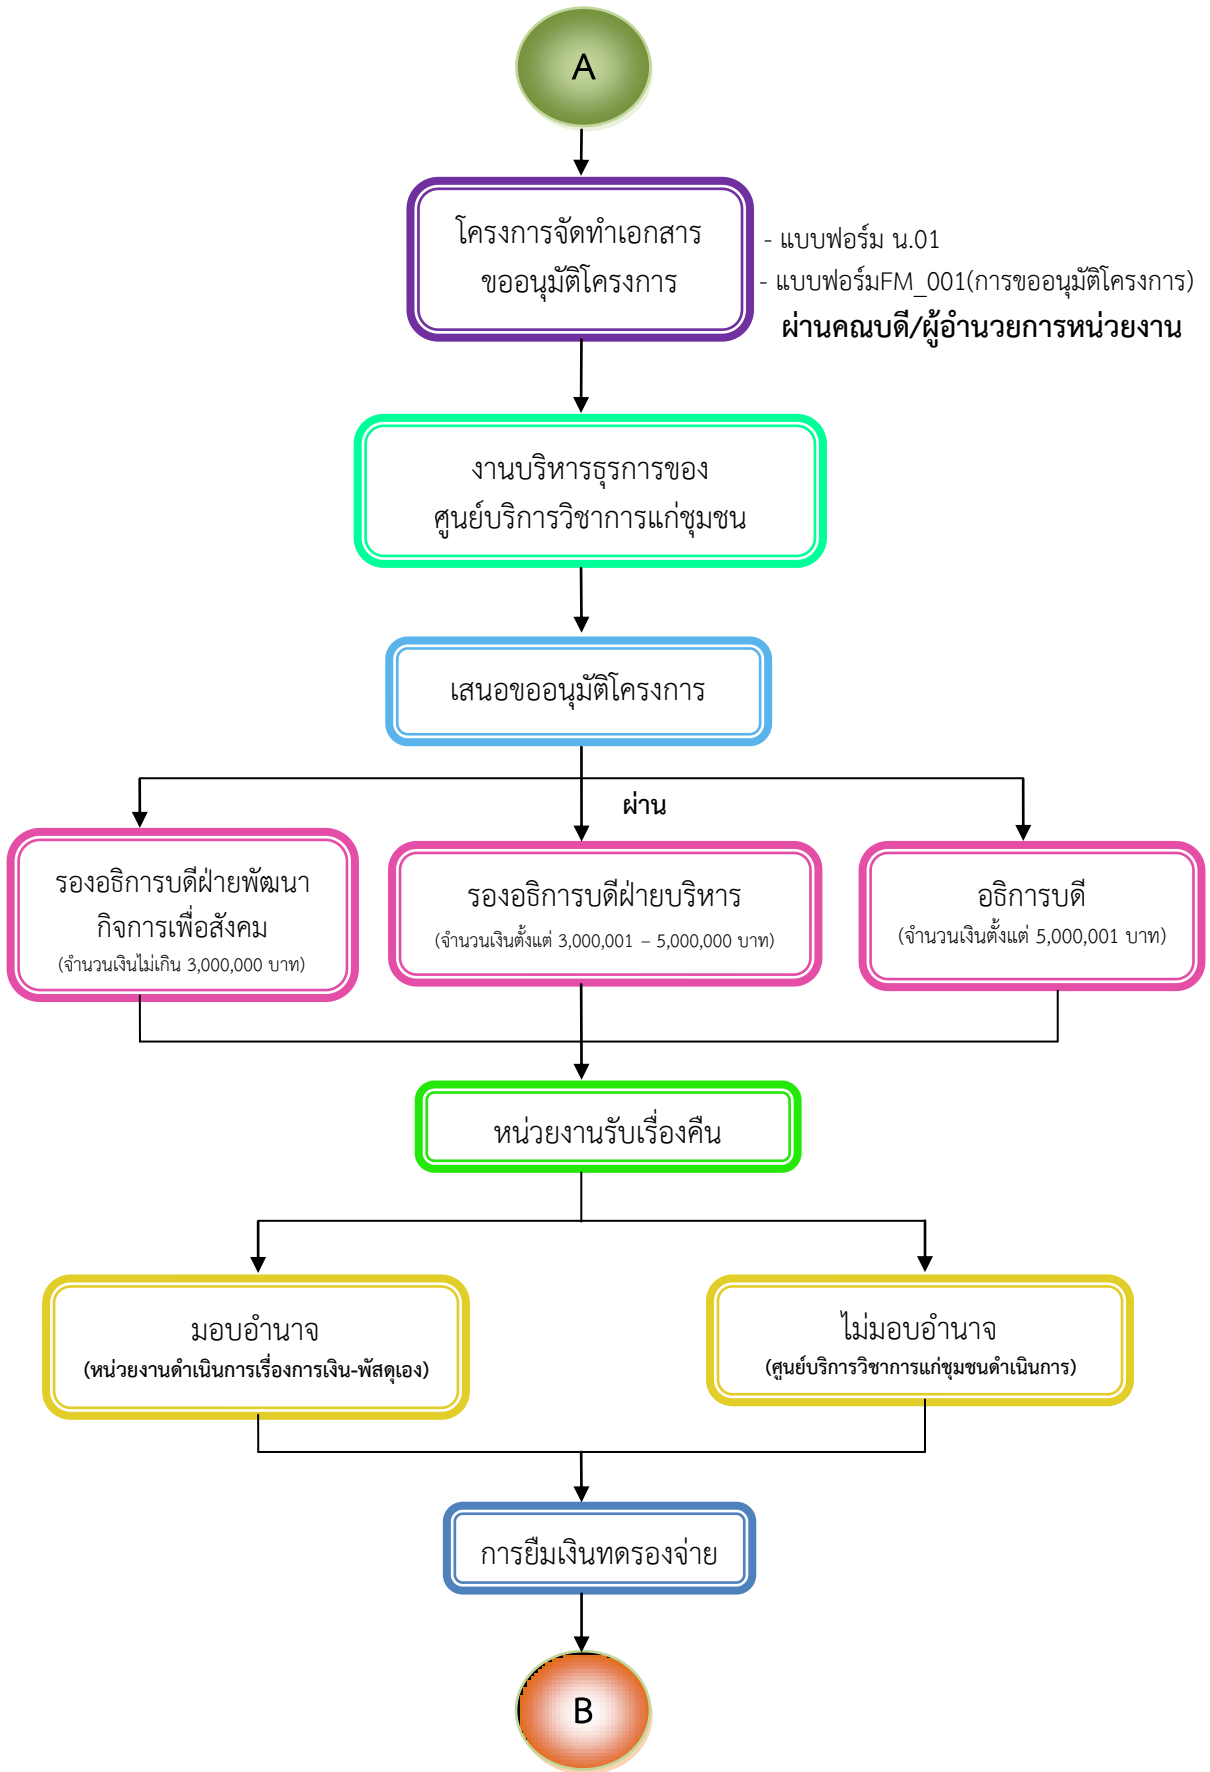 A
โครงการจัดทำเอกสาร
ขออนุมัติโครงการ
- แบบฟอร์ม น.01
- แบบฟอร์มFM_001(การขออนุมัติโครงการ)
ผ่านคณบดี/ผู้อำนวยการหน่วยงาน
งานบริหารธุรการของ
ศูนย์บริการวิชาการแก่ชุมชน
เสนอขออนุมัติโครงการ
ผ่าน
รองอธิการบดีฝ่ายพัฒนา
กิจการเพื่อสังคม
(จำนวนเงินไม่เกิน 3,000,000 บาท)
รองอธิการบดีฝ่ายบริหาร
(จำนวนเงินตั้งแต่ 3,000,001 – 5,000,000 บาท)
อธิการบดี
(จำนวนเงินตั้งแต่ 5,000,001 บาท)
หน่วยงานรับเรื่องคืน
มอบอำนาจ
(หน่วยงานดำเนินการเรื่องการเงิน-พัสดุเอง)
ไม่มอบอำนาจ
(ศูนย์บริการวิชาการแก่ชุมชนดำเนินการ)
การยืมเงินทดรองจ่าย
B